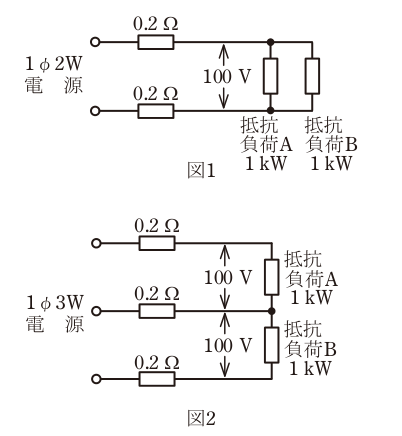 0.2 Ω
1φ2W
電　源
100 V
0.2 Ω
抵抗
負荷A
1 kW
抵抗
負荷B
1 kW
図1
0.2 Ω
100 V
抵抗
負荷A
1 kW
1φ3W
電　源
0.2 Ω
100 V
抵抗
負荷B
1 kW
0.2 Ω
図2